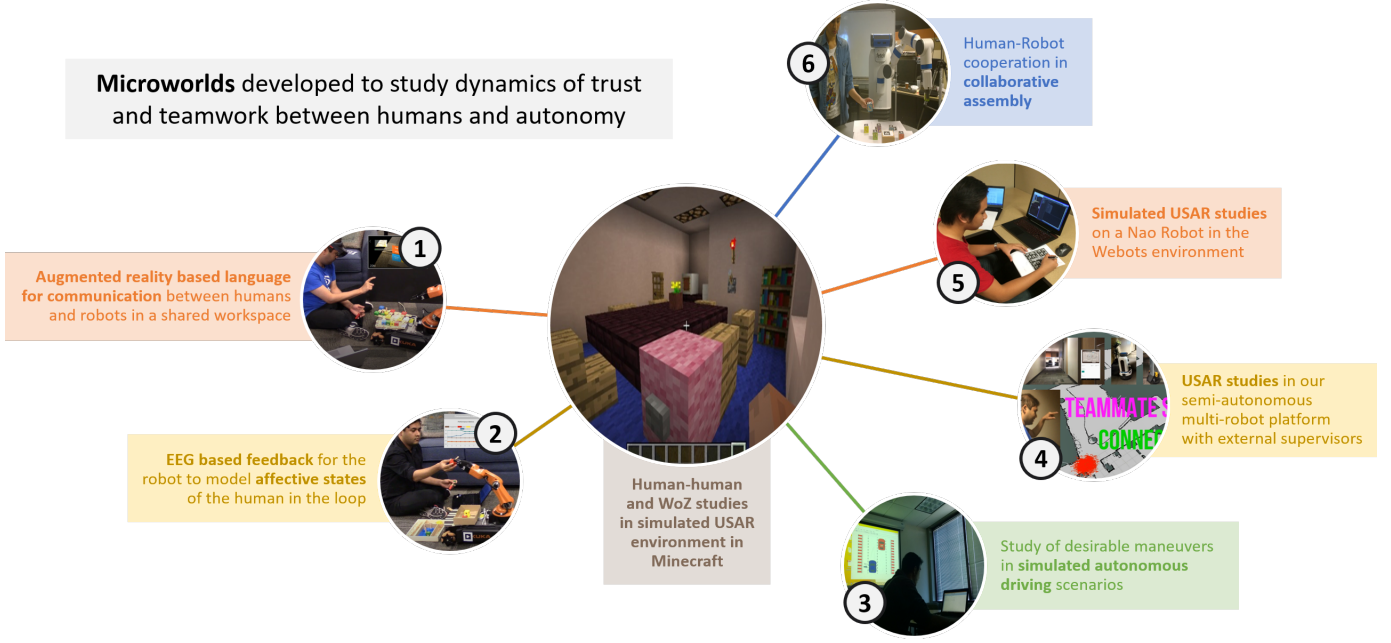 Microworlds developed to study dynamics of trust
and teamwork between humans and autonomy
1
Augmented reality based language
for communication between humans
and robots in a shared workspace
2
EEG based feedback for the
robot to model affective states
of the human in the loop
Human-human
and WoZ studies
in simulated USAR
environment in
Minecraft
6
Human-Robot
cooperation in
collaborative
assembly
5
Simulated USAR studies
on a Nao Robot in the
Webots environment
4
TEAMMATE S
CONNEC
USAR studies in our
semi-autonomous
multi-robot platform
with external supervisors
3
Study of desirable maneuvers
in simulated autonomous
driving scenarios